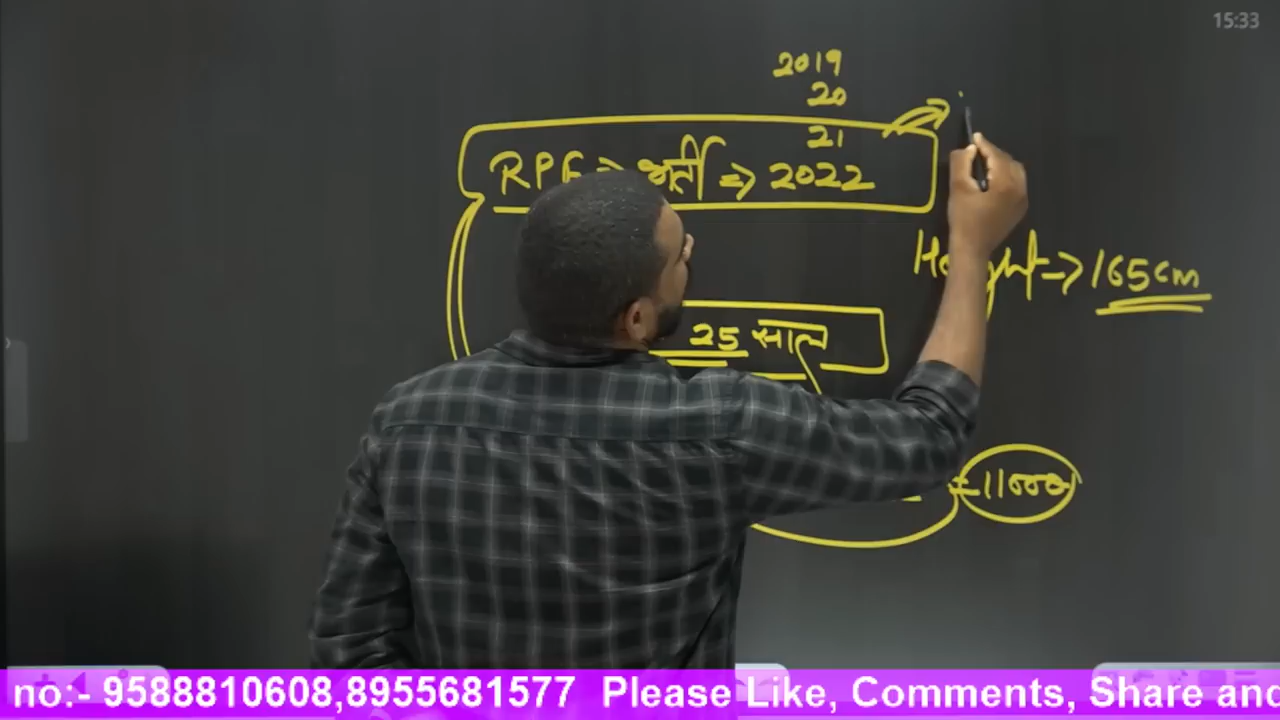 15:33
2019
20
21
RPF => भर्ती => 2022
Height => 165cm
25 साल
= 11000
no:- 9588810608,8955681577 Please Like, Comments, Share and